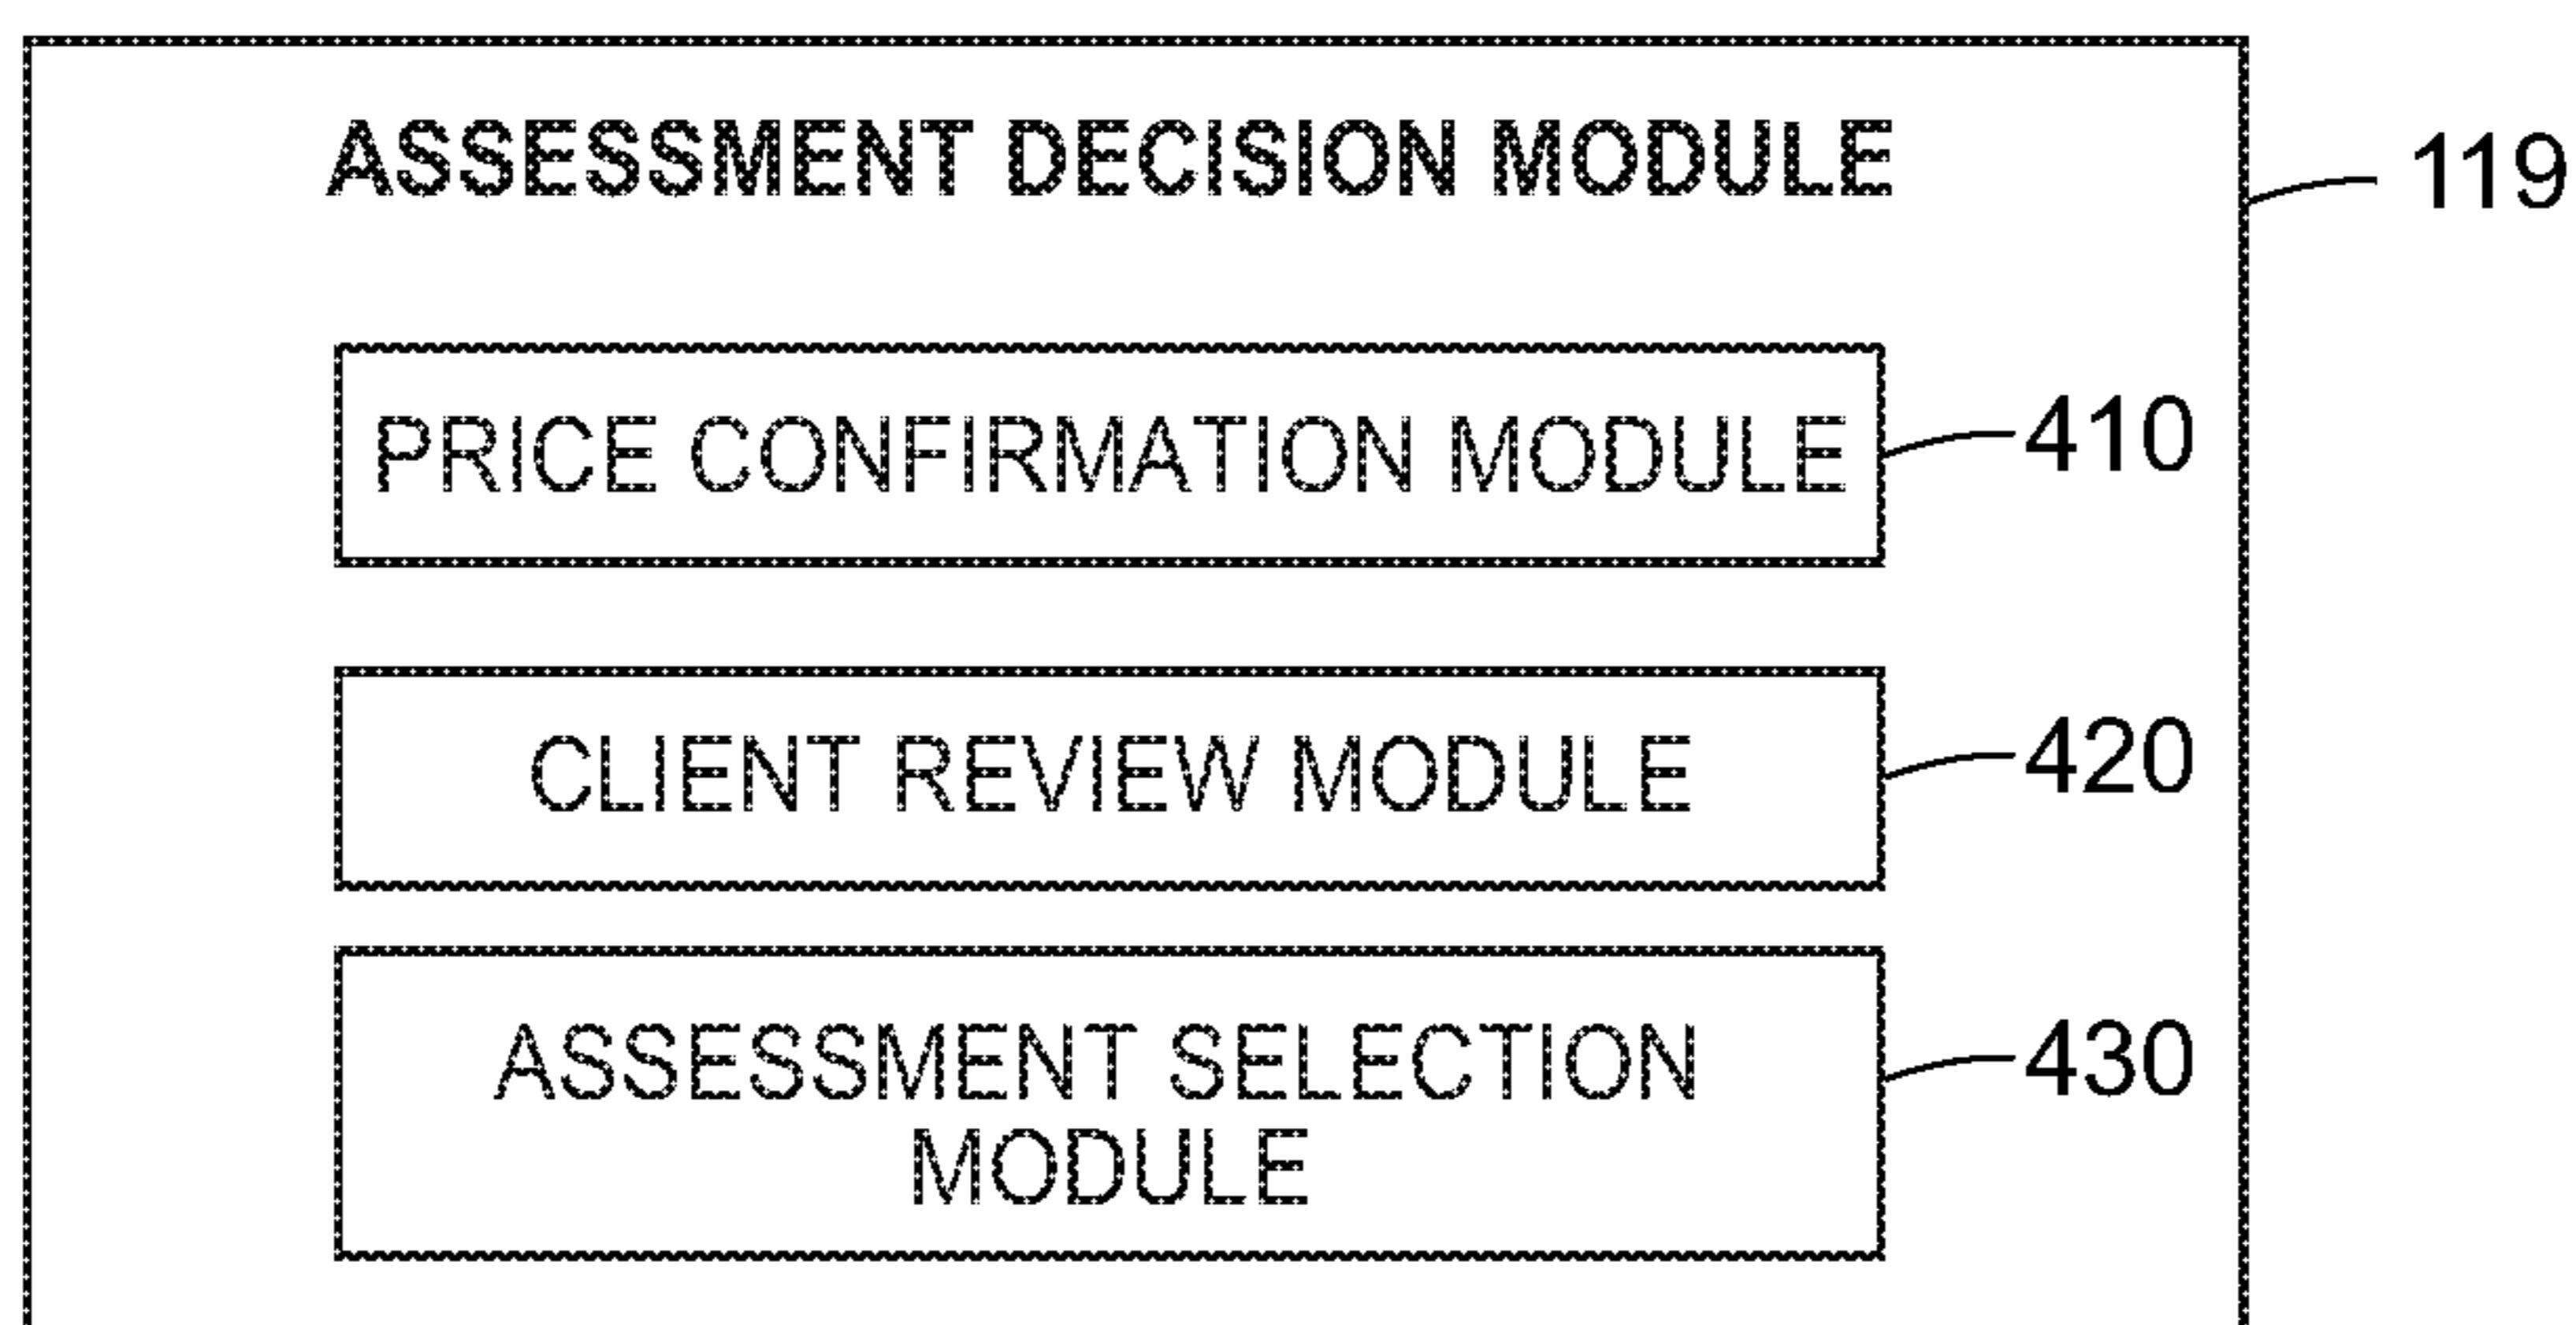 ASSESSMENT DECISION MODULE
119
PRICE CONFIRMATION MODULE
410
CLIENT REVIEW MODULE
420
ASSESSMENT SELECTION
430
MODULE